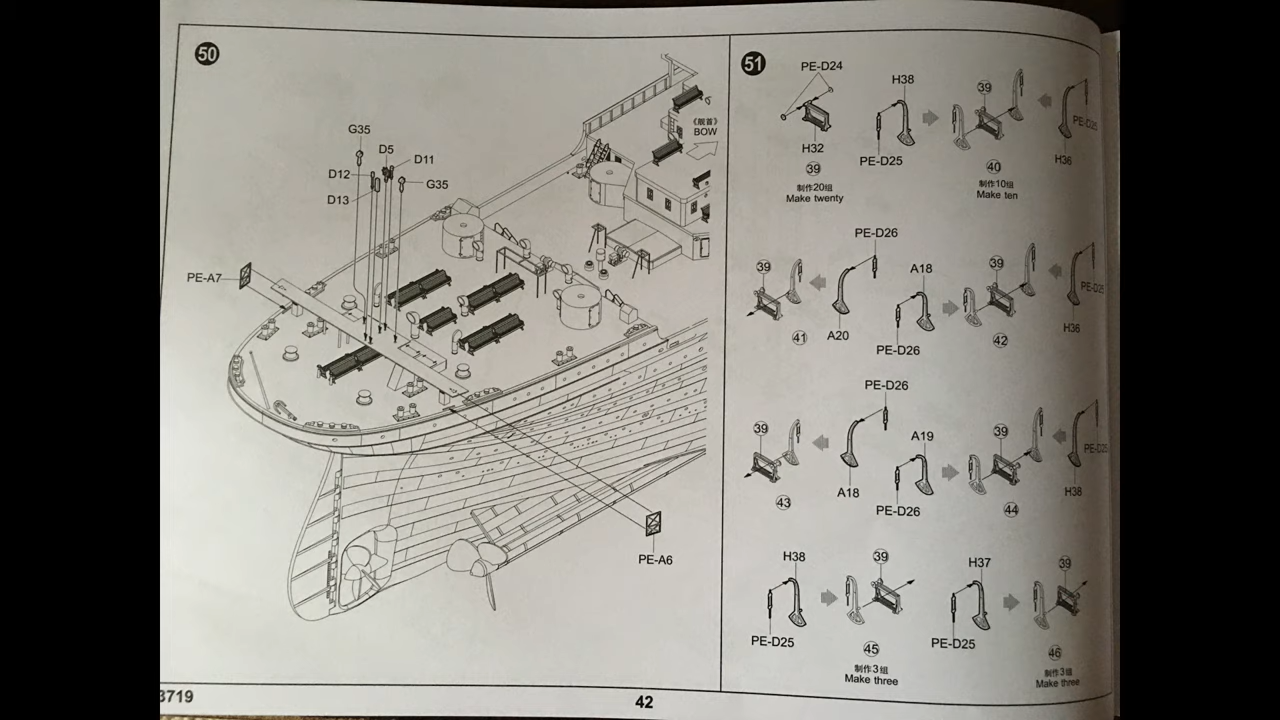 50
G35
D5
D11
D12
G35
D13
PE-A7
《舰首》
BOW
PE-A6
51
PE-D24
H38
39
PE-D25
H32
PE-D25
H36
39
40
制作20组
Make twenty
制作10组
Make ten
PE-D26
39
A18
39
PE-D25
A20
PE-D26
H36
41
42
PE-D26
39
A19
39
PE-D25
A18
PE-D26
H38
43
44
H38
39
H37
39
PE-D25
PE-D25
45
46
制作3组
Make three
制作3组
Make three
3719
42